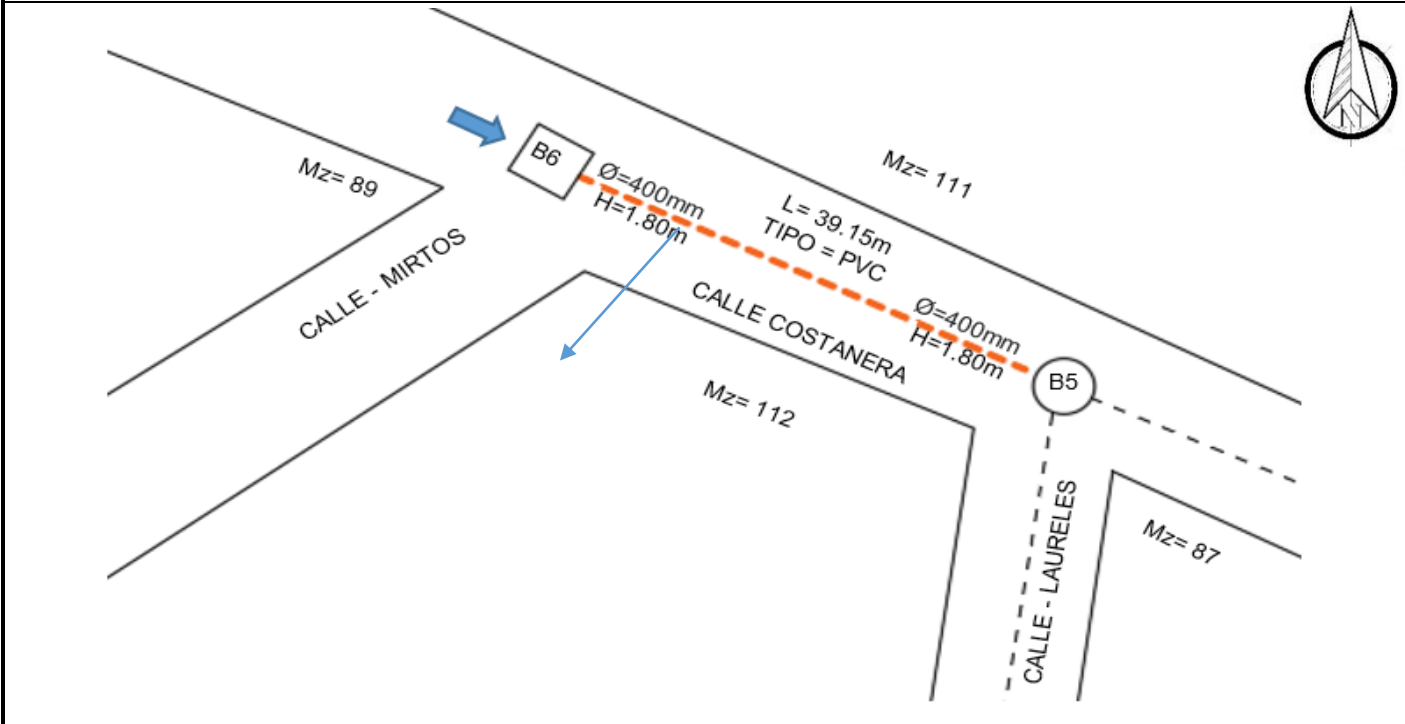 N
Mz= 111
Mz= 89
B6
Ø=400mm
H=1.80m
L= 39.15m
TIPO = PVC
CALLE - MIRTOS
CALLE COSTANERA
Ø=400mm
H=1.80m
B5
Mz= 112
CALLE - LAURELES
Mz= 87